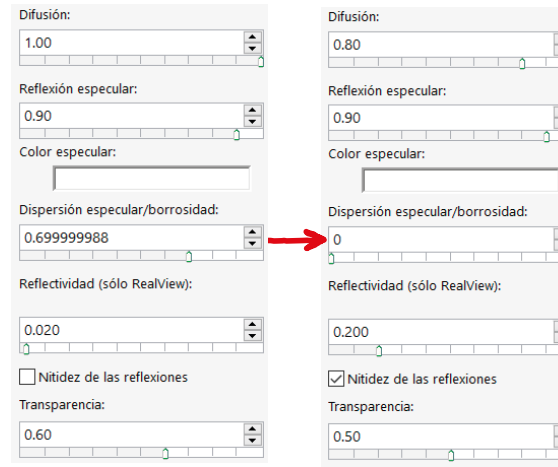 Difusión:
1.00
Reflexión especular:
0.90
Color especular:
Dispersión especular/borrosidad:
0.699999988
Reflectividad (sólo RealView):
0.020
Nitidez de las reflexiones
Transparencia:
0.60
Difusión:
0.80
Reflexión especular:
0.90
Color especular:
Dispersión especular/borrosidad:
0
Reflectividad (sólo RealView):
0.200
Nitidez de las reflexiones
Transparencia:
0.50